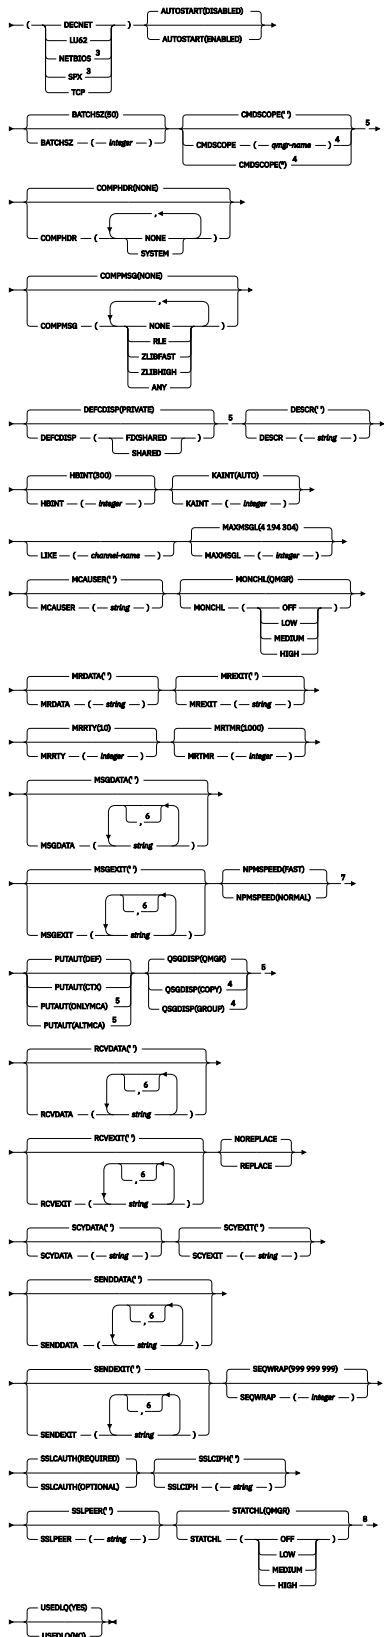 AUTOSTART(DISABLED)
( DECNET ) AUTOSTART(ENABLED)
LU62
NETBIOS 3
SPX 3
TCP
BATCHSZ(50) CMDSCOPE(' ') 5
BATCHSZ ( integer ) CMDSCOPE ( qmgr-name ) 4
CMDSCOPE(*) 4
COMPHDR(NONE)
,
COMPHDR ( NONE )
SYSTEM
COMPMSG(NONE)
,
COMPMSG ( NONE )
RLE
ZLIBFAST
ZLIBHIGH
ANY
DEFCDISP(PRIVATE) 5 DESCR(' ')
DEFCDISP ( FIXSHARED ) DESCR ( string )
SHARED
HBINT(300) KAINT(AUTO)
HBINT ( integer ) KAINT ( integer )
MAXMSGL(4 194 304)
LIKE ( channel-name ) MAXMSGL ( integer )
MCAUSER(' ') MONCHL(QMGR)
MCAUSER ( string ) MONCHL ( OFF )
LOW
MEDIUM
HIGH
MRDATA(' ') MREXIT(' ')
MRDATA ( string ) MREXIT ( string )
MRRTY(10) MRTMR(1000)
MRRTY ( integer ) MRTMR ( integer )
MSGDATA(' ')
, 6
MSGDATA ( string )
MSGEXIT(' ') NPMSPEED(FAST) 7
, 6 NPMSPEED(NORMAL)
MSGEXIT ( string )
PUTAUT(DEF) QSGDISP(QMGR) 5
PUTAUT(CTX) QSGDISP(COPY) 4
PUTAUT(ONLYMCA) 5 QSGDISP(GROUP) 4
PUTAUT(ALTMCA) 5
RCVDATA(' ')
, 6
RCVDATA ( string )
RCVEXIT(' ') NOREPLACE
, 6 REPLACE
RCVEXIT ( string )
SCYDATA(' ') SCYEXIT(' ')
SCYDATA ( string ) SCYEXIT ( string )
SENDDATA(' ')
, 6
SENDDATA ( string )
SENDEXIT(' ') SEQWRAP(999 999 999)
, 6 SEQWRAP ( integer )
SENDEXIT ( string )
SSLCAUTH(REQUIRED) SSLCIPH(' ')
SSLCAUTH(OPTIONAL) SSLCIPH ( string )
SSLPEER(' ') STATCHL(QMGR) 8
SSLPEER ( string ) STATCHL ( OFF )
LOW
MEDIUM
HIGH
USEDLQ(YES)
USEDLQ(NO)